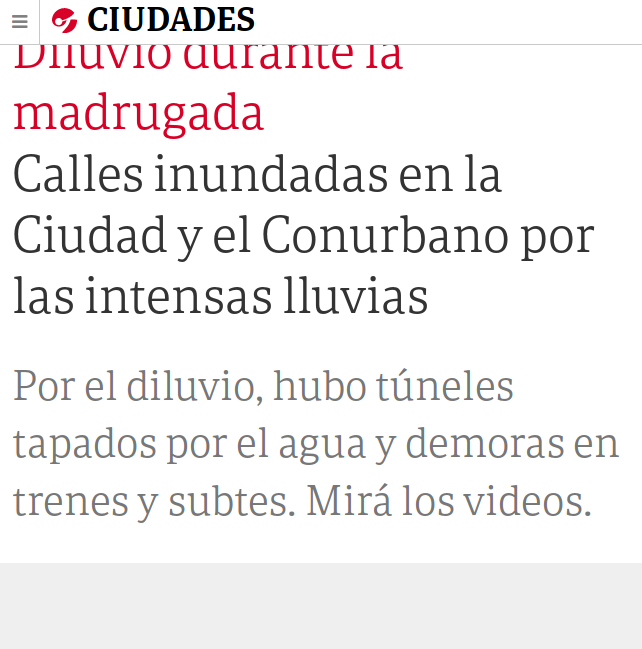 CIUDADES
Diluvio durante la
madrugada
Calles inundadas en la
Ciudad y el Conurbano por
las intensas lluvias
Por el diluvio, hubo túneles
tapados por el agua y demoras en
trenes y subtes. Mirá los videos.